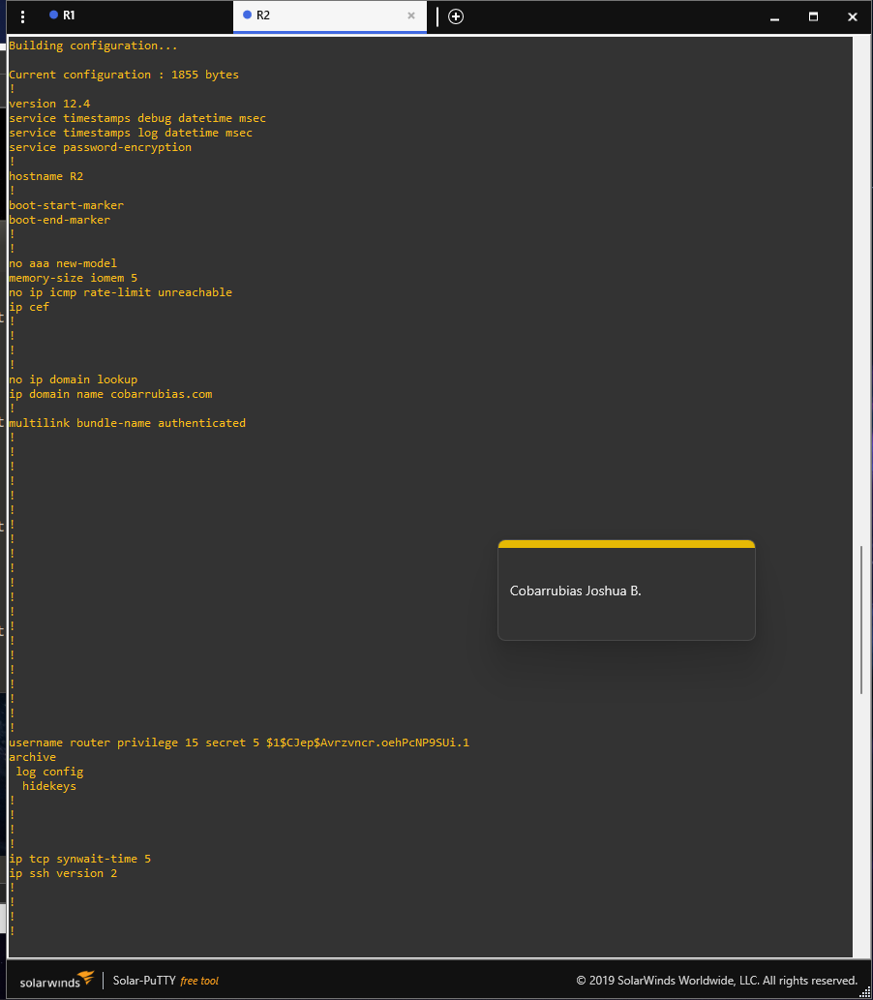 R1
R2
Building configuration...
Current configuration : 1855 bytes
!
version 12.4
service timestamps debug datetime msec
service timestamps log datetime msec
service password-encryption
!
hostname R2
!
boot-start-marker
boot-end-marker
!
!
no aaa new-model
memory-size iomem 5
no ip icmp rate-limit unreachable
ip cef
!
!
!
!
no ip domain lookup
ip domain name cobarrubias.com
!
multilink bundle-name authenticated
!
!
!
!
!
!
!
!
!
!
!
Cobarrubias Joshua B.
!
!
!
!
!
!
!
!
!
!
username router privilege 15 secret 5 $1$CJep$Avrzvncr.oehPcNP9SUi.1
archive
 log config
  hidekeys
!
!
!
!
ip tcp synwait-time 5
ip ssh version 2
!
!
!
!
solarwinds
Solar-PuTTY free tool
© 2019 SolarWinds Worldwide, LLC. All rights reserved.